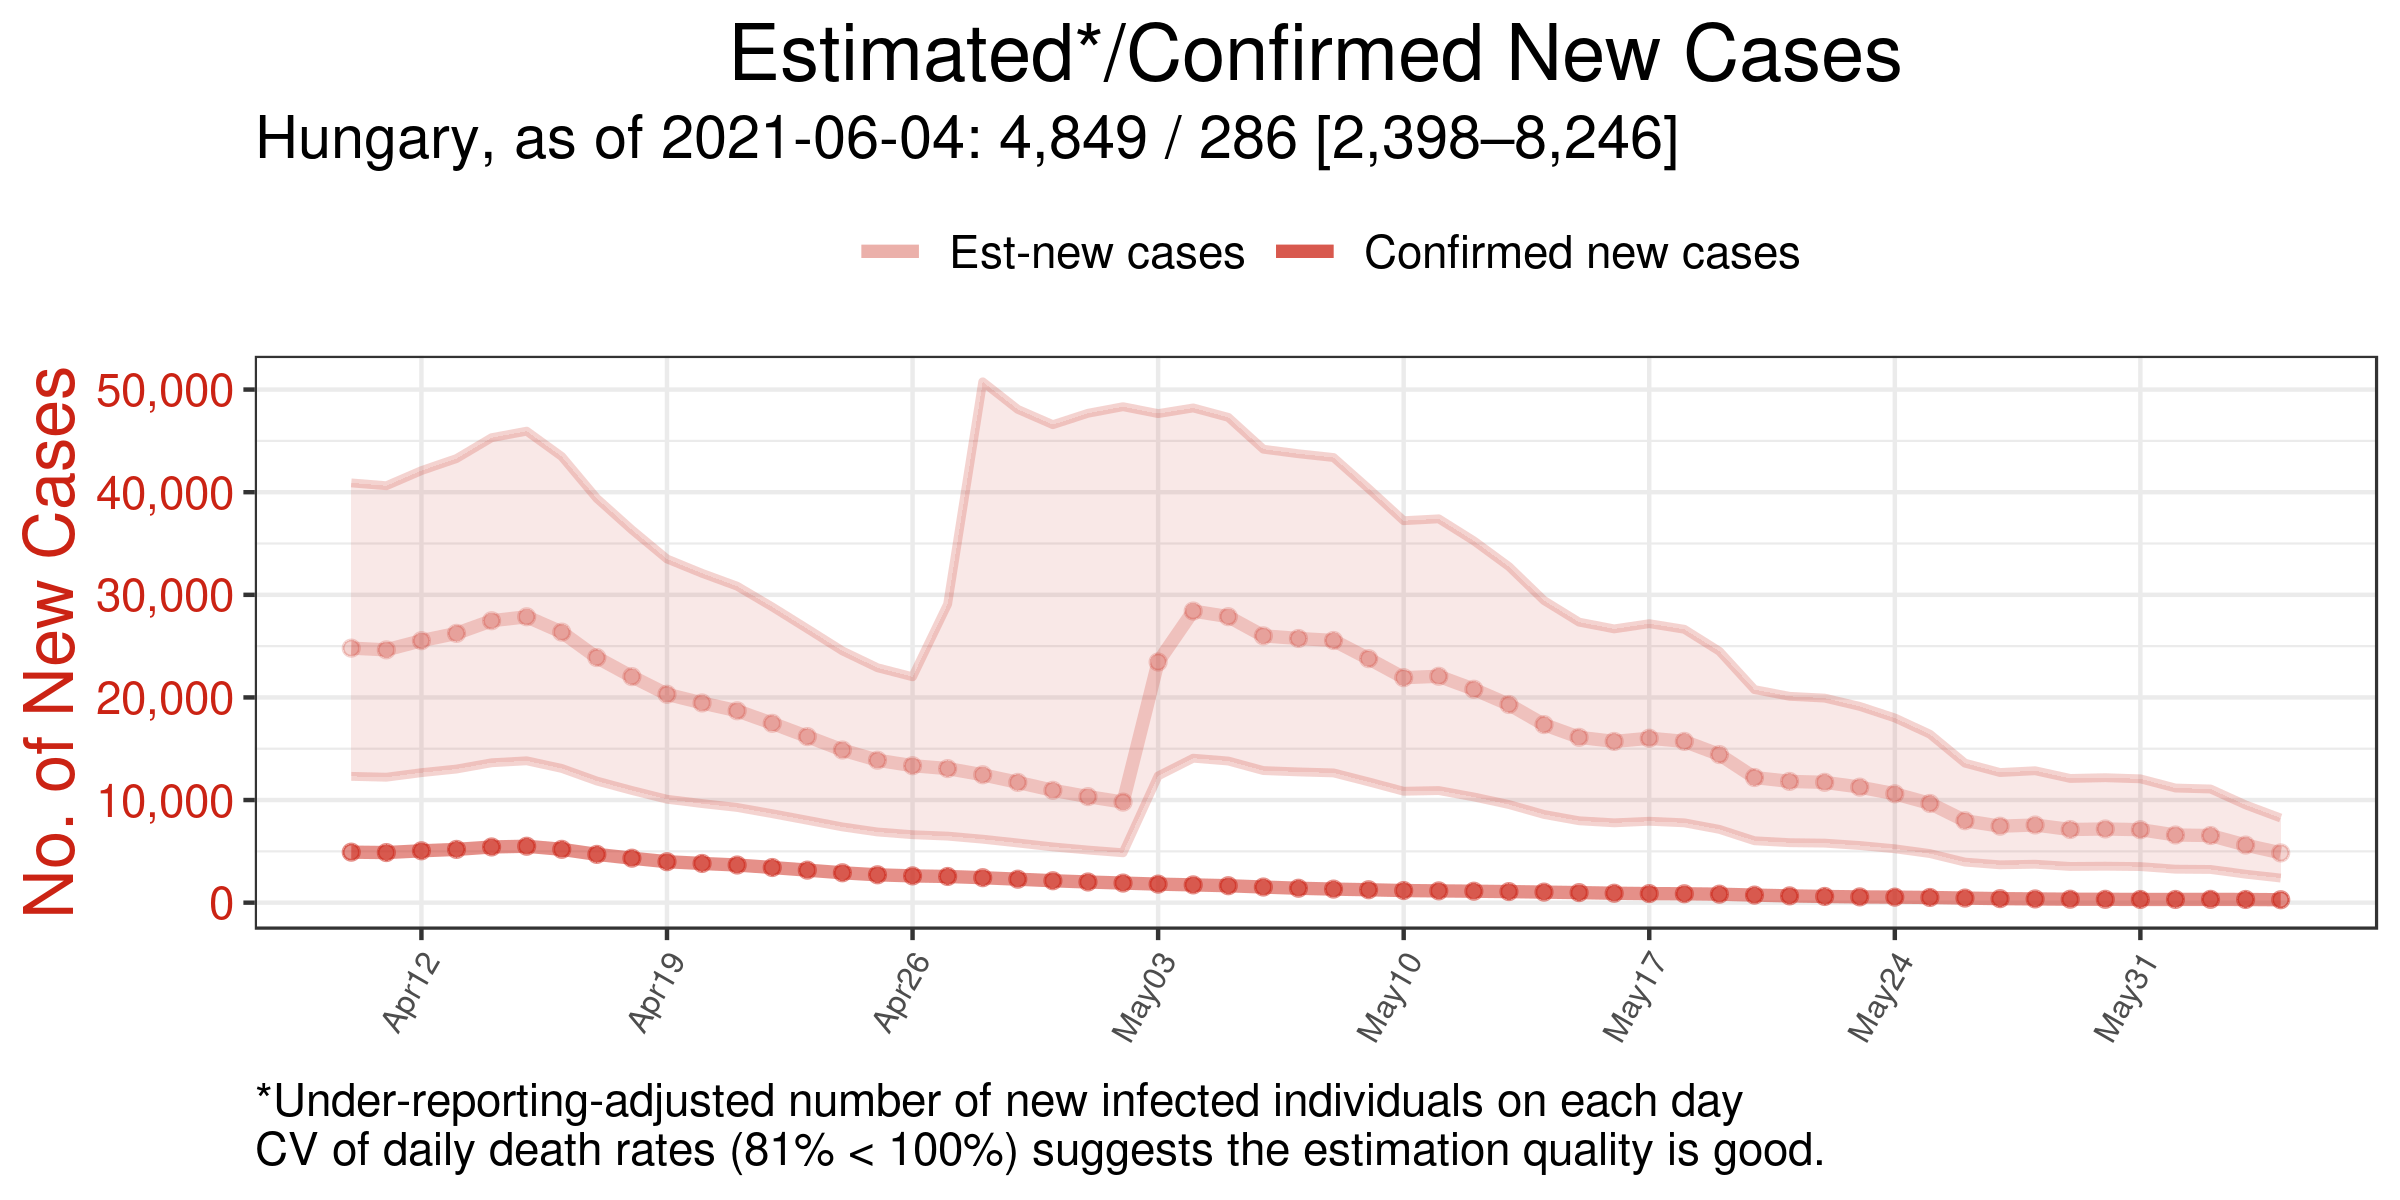 Estimated*/Confirmed New Cases
Hungary, as of 2021-06-04: 4,849 / 286 [2,398–8,246]
Est-new cases
Confirmed new cases
No. of New Cases
50,000
40,000
30,000
20,000
10,000
0
Apr12
Apr19
Apr26
May03
May10
May17
May24
May31
*Under-reporting-adjusted number of new infected individuals on each day
CV of daily death rates (81% < 100%) suggests the estimation quality is good.